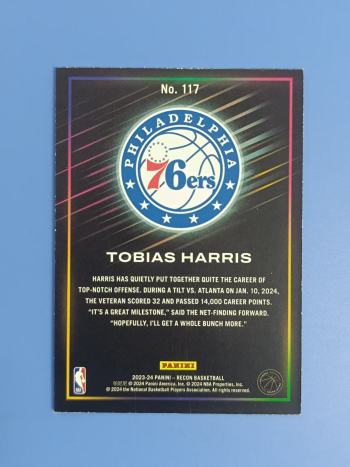 No. 117
PHILADELPHIA
76ers
TOBIAS HARRIS
HARRIS HAS QUIETLY PUT TOGETHER QUITE THE CAREER OF
TOP-NOTCH OFFENSE. DURING A TILT VS. ATLANTA ON JAN. 10, 2024,
THE VETERAN SCORED 32 AND PASSED 14,000 CAREER POINTS.
"IT'S A GREAT MILESTONE," SAID THE NET-FINDING FORWARD.
"HOPEFULLY, I'LL GET A WHOLE BUNCH MORE."
PANINI
2023-24 PANINI – RECON BASKETBALL
© 2024 Panini America, Inc. © 2024 NBA Properties, Inc.
© 2024 the National Basketball Players Association. All rights reserved.
NBA